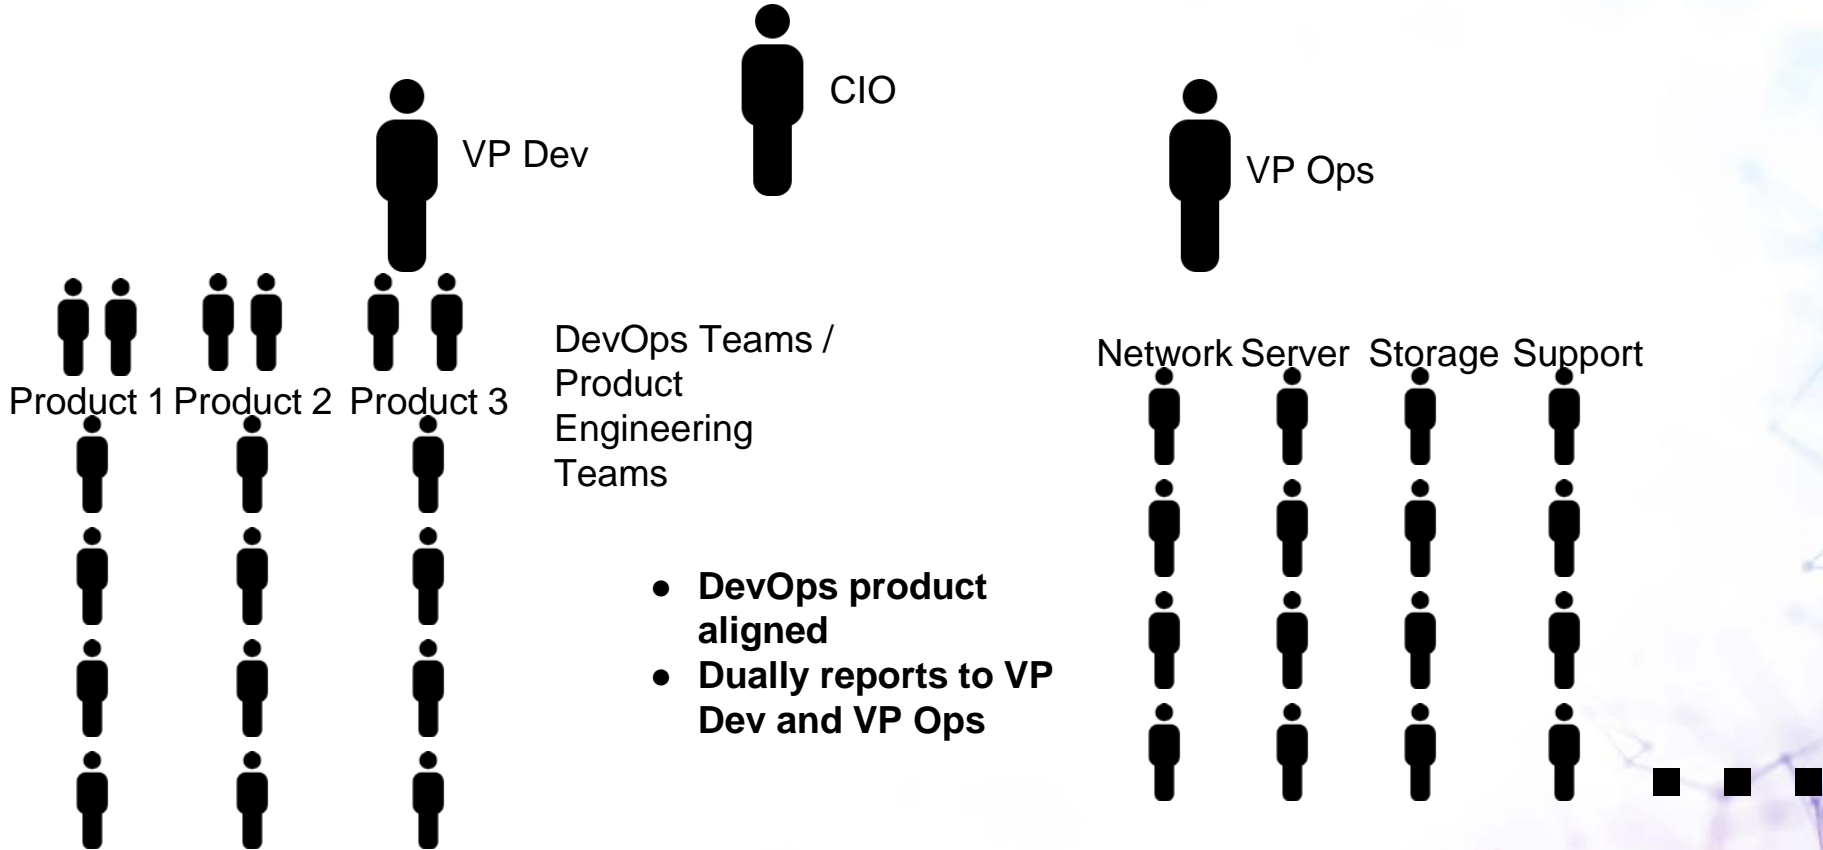 CIO
VP Dev
VP Ops
Product 1 Product 2 Product 3
DevOps Teams /
Product
Engineering
Teams
Network Server Storage Support
● DevOps product
aligned
● Dually reports to VP
Dev and VP Ops